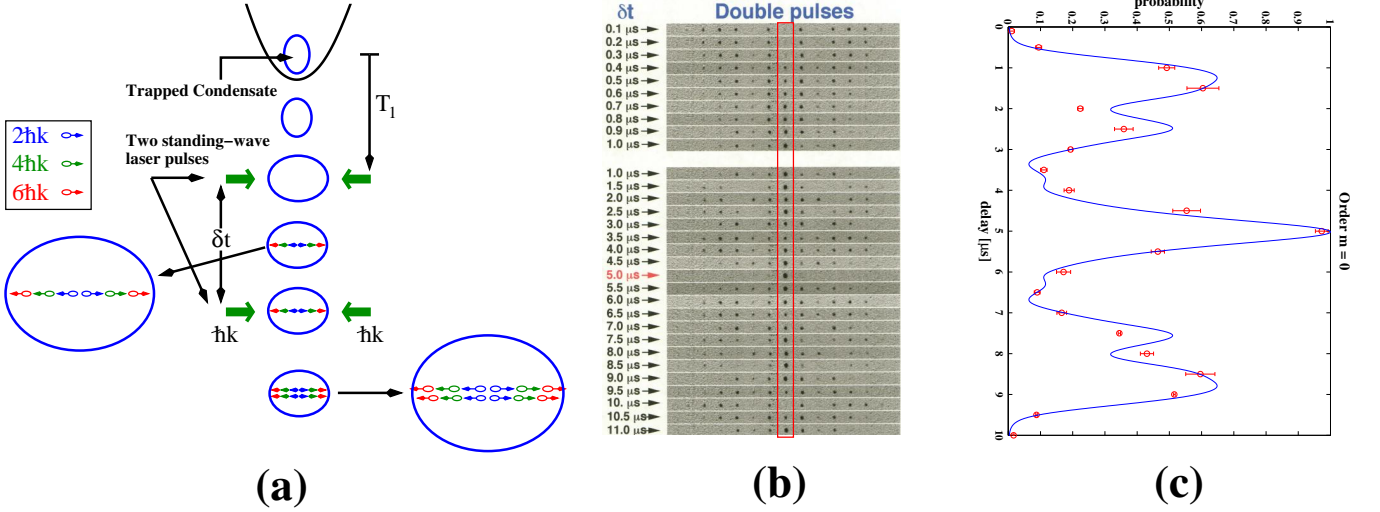 Trapped Condensate
T₁
2ħk
4ħk
6ħk
Two standing−wave
laser pulses
δt
ħk
ħk
(a)
δt
Double pulses
0.1 µs
0.2 µs
0.3 µs
0.4 µs
0.5 µs
0.6 µs
0.7 µs
0.8 µs
0.9 µs
1.0 µs
1.0 µs
1.5 µs
2.0 µs
2.5 µs
3.0 µs
3.5 µs
4.0 µs
4.5 µs
5.0 µs
5.5 µs
6.0 µs
6.5 µs
7.0 µs
7.5 µs
8.0 µs
8.5 µs
9.0 µs
9.5 µs
10. µs
10.5 µs
11.0 µs
(b)
probability
0 0.1 0.2 0.3 0.4 0.5 0.6 0.7 0.8 0.9 1
0
1
2
3
4
5
6
7
8
9
10
delay [µs]
Order m = 0
(c)